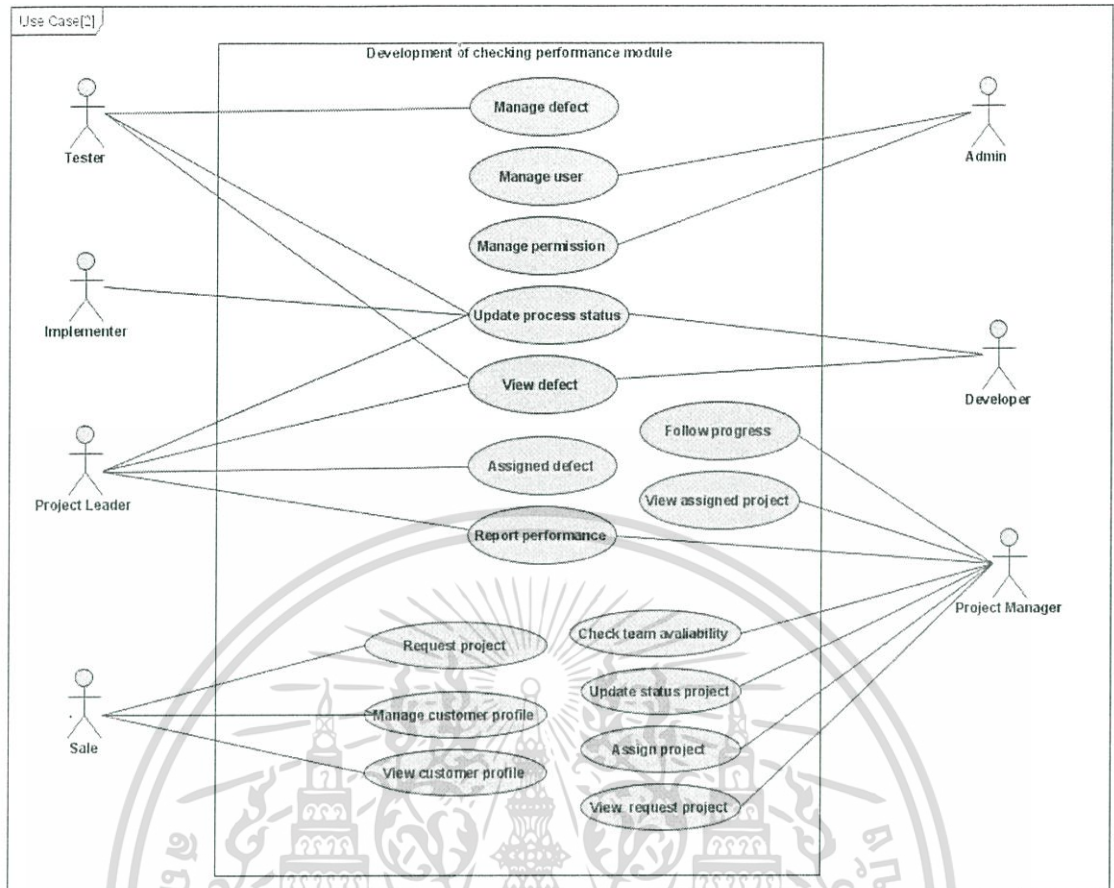 Use Case[2]
Development of checking performance module
Manage defect
Tester
Admin
Manage user
Manage permission
Implementer
Update process status
Developer
View defect
Follow progress
Project Leader
Assigned defect
View assigned project
Report performance
Project Manager
Request project
Check team avaliability
Sale
Manage customer profile
Update status project
View customer profile
Assign project
View request project